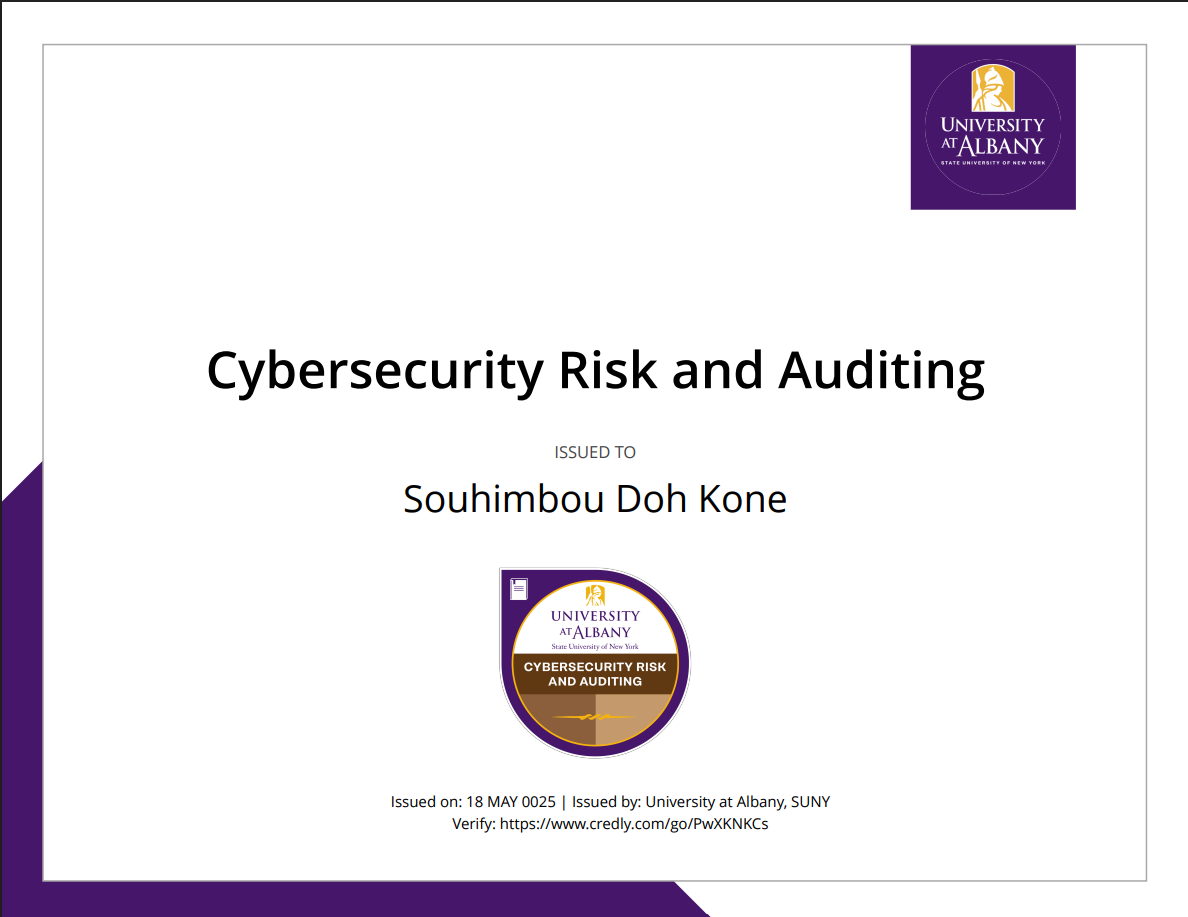 UNIVERSITY
AT ALBANY
STATE UNIVERSITY OF NEW YORK
Cybersecurity Risk and Auditing
ISSUED TO
Souhimbou Doh Kone
UNIVERSITY
AT ALBANY
State University of New York
CYBERSECURITY RISK
AND AUDITING
Issued on: 18 MAY 0025 | Issued by: University at Albany, SUNY
Verify: https://www.credly.com/go/PwXKNKCs